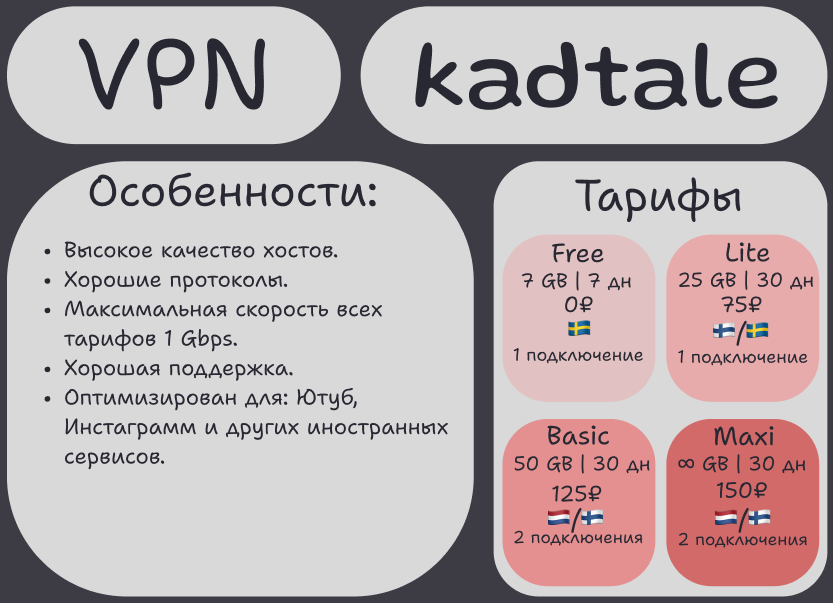 VPN
kadtale
Особенности:
• Высокое качество хостов.
• Хорошие протоколы.
• Максимальная скорость всех
тарифов 1 Gbps.
• Хорошая поддержка.
• Оптимизирован для: Ютуб,
Инстаграмм и других иностранных
сервисов.
Тарифы
Free
7 GB | 7 дн
0₽
🇸🇪
1 подключение
Lite
25 GB | 30 дн
75₽
🇫🇮/🇸🇪
1 подключение
Basic
50 GB | 30 дн
125₽
🇳🇱/🇫🇮
2 подключения
Maxi
∞ GB | 30 дн
150₽
🇳🇱/🇫🇮
2 подключения